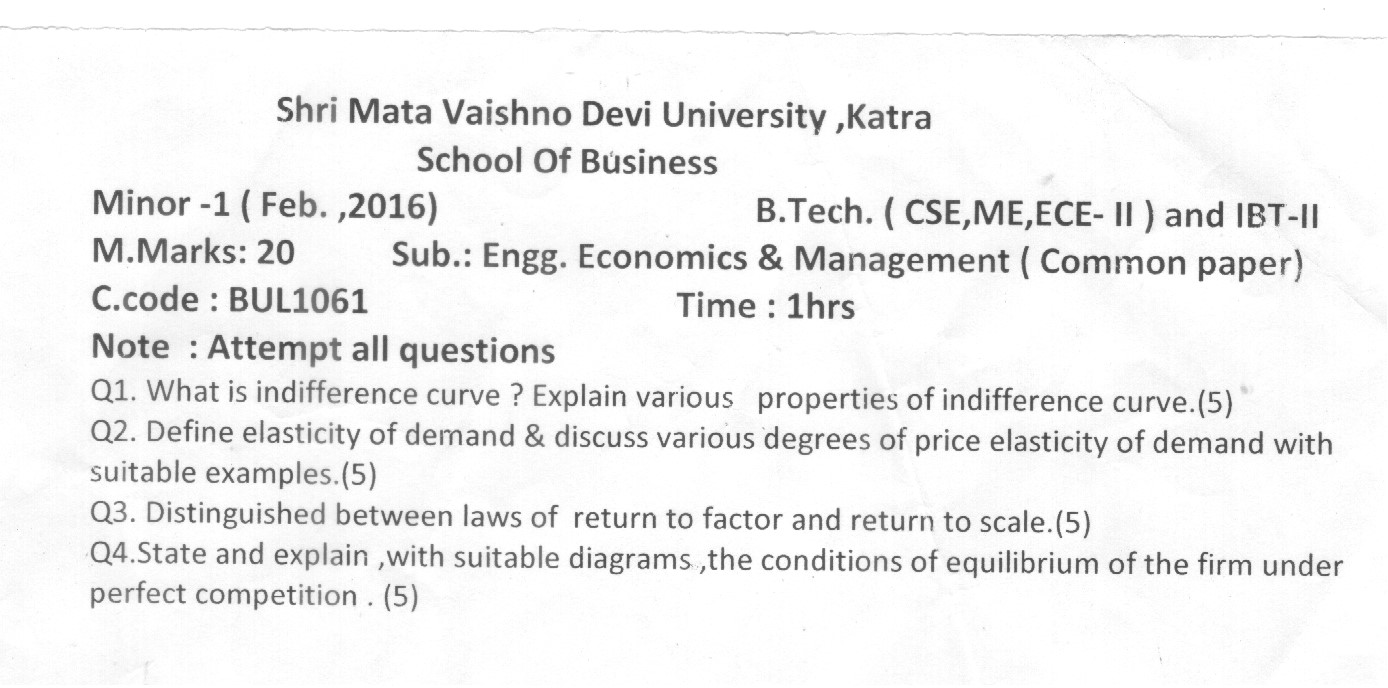 Shri Mata Vaishno Devi University ,Katra
School Of Business
Minor -1 ( Feb. ,2016) B.Tech. ( CSE,ME,ECE- II ) and IBT-II
M.Marks: 20 Sub.: Engg. Economics & Management ( Common paper)
C.code : BUL1061 Time : 1hrs
Note : Attempt all questions
Q1. What is indifference curve ? Explain various properties of indifference curve.(5)
Q2. Define elasticity of demand & discuss various degrees of price elasticity of demand with
suitable examples.(5)
Q3. Distinguished between laws of return to factor and return to scale.(5)
Q4.State and explain ,with suitable diagrams ,the conditions of equilibrium of the firm under
perfect competition . (5)